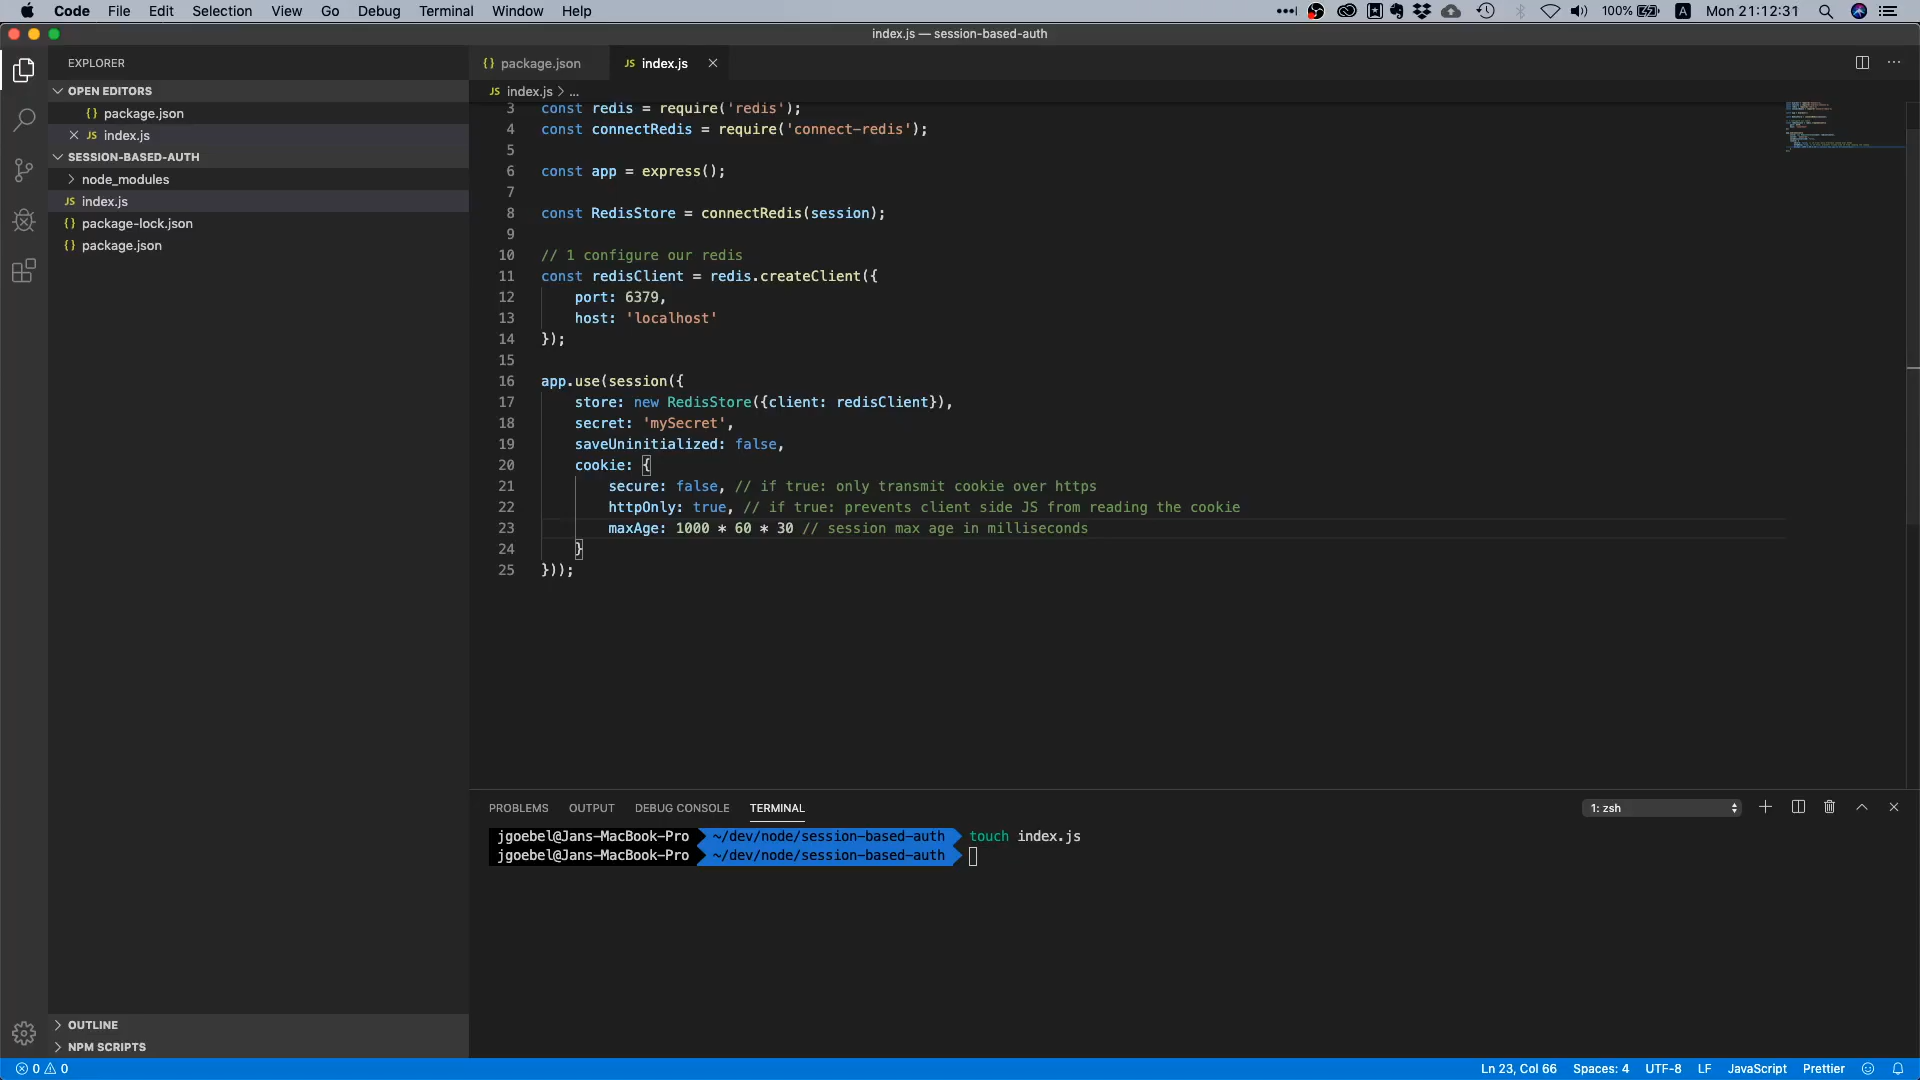 Code File Edit Selection View Go Debug Terminal Window Help 100% A Mon 21:12:31
index.js — session-based-auth
EXPLORER
OPEN EDITORS
{} package.json
JS index.js
SESSION-BASED-AUTH
node_modules
JS index.js
{} package-lock.json
{} package.json
OUTLINE
NPM SCRIPTS
{} package.json JS index.js
JS index.js > ...
3 const redis = require('redis');
4 const connectRedis = require('connect-redis');
5
6 const app = express();
7
8 const RedisStore = connectRedis(session);
9
10 // 1 configure our redis
11 const redisClient = redis.createClient({
12 port: 6379,
13 host: 'localhost'
14 });
15
16 app.use(session({
17 store: new RedisStore({client: redisClient}),
18 secret: 'mySecret',
19 saveUninitialized: false,
20 cookie: {
21 secure: false, // if true: only transmit cookie over https
22 httpOnly: true, // if true: prevents client side JS from reading the cookie
23 maxAge: 1000 * 60 * 30 // session max age in milliseconds
24 }
25 }));
PROBLEMS OUTPUT DEBUG CONSOLE TERMINAL 1: zsh
jgoebel@Jans-MacBook-Pro ~/dev/node/session-based-auth touch index.js
jgoebel@Jans-MacBook-Pro ~/dev/node/session-based-auth
0 0 Ln 23, Col 66 Spaces: 4 UTF-8 LF JavaScript Prettier